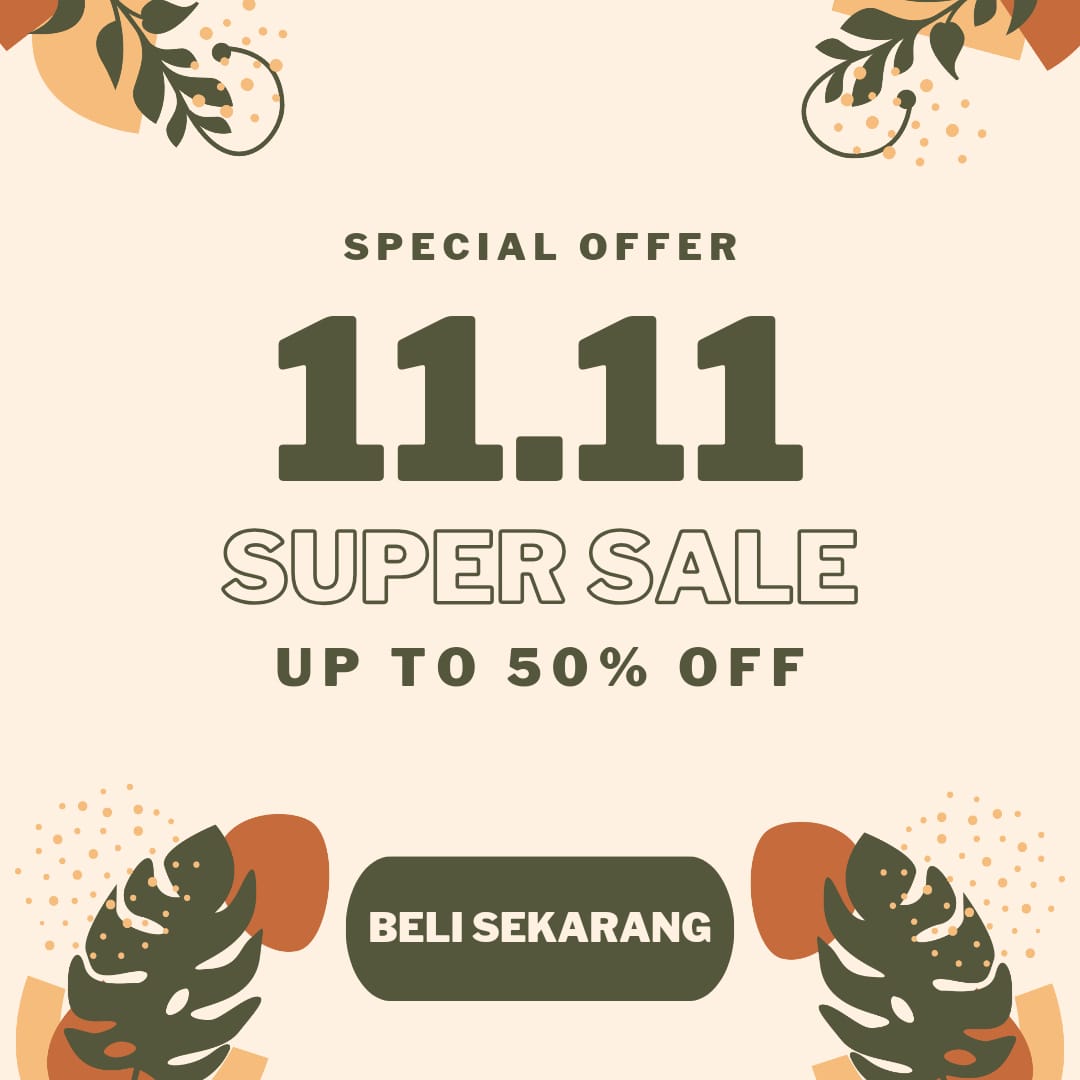 SPECIAL OFFER
11.11
SUPER SALE
UP TO 50% OFF
BELI SEKARANG